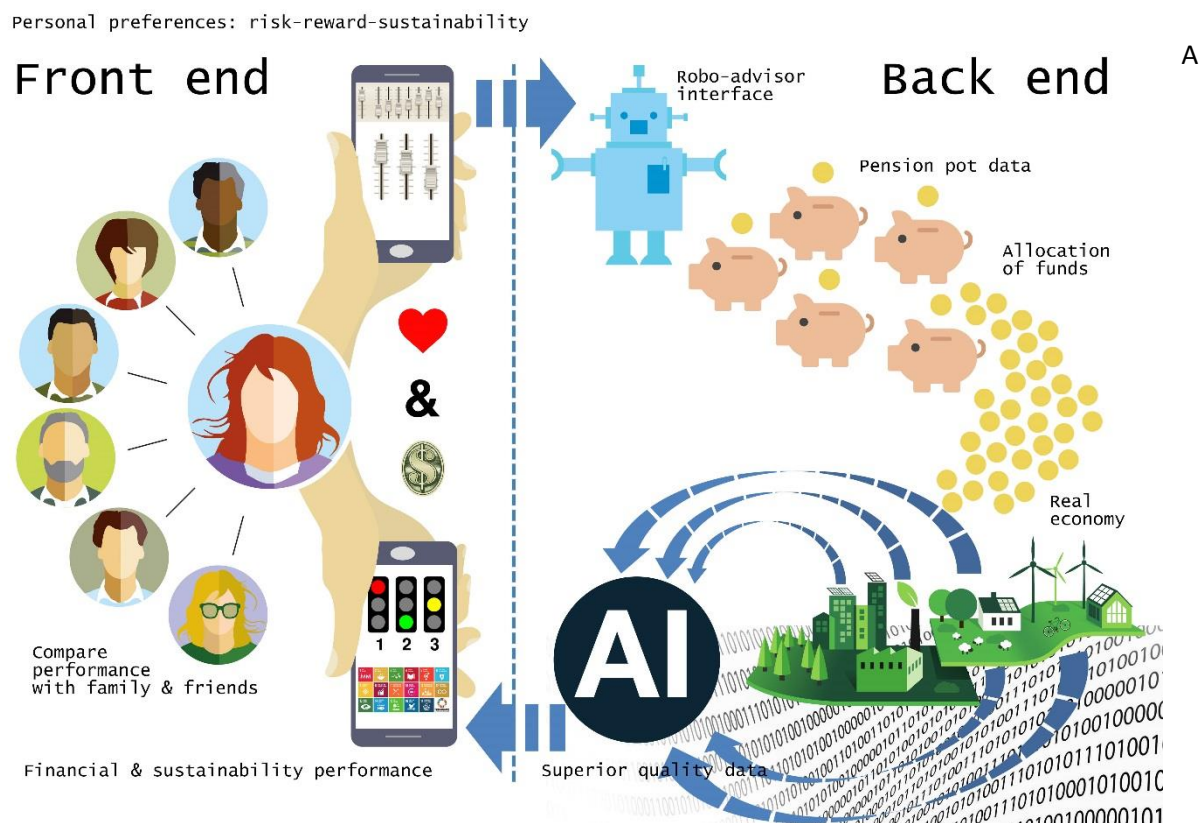 Personal preferences: risk-reward-sustainability
Front end
Back end
A
Robo-advisor
interface
Pension pot data
Allocation
of funds
&
$
Real
economy
1 2 3
AI
Compare
performance
with family & friends
Financial & sustainability performance
Superior quality data